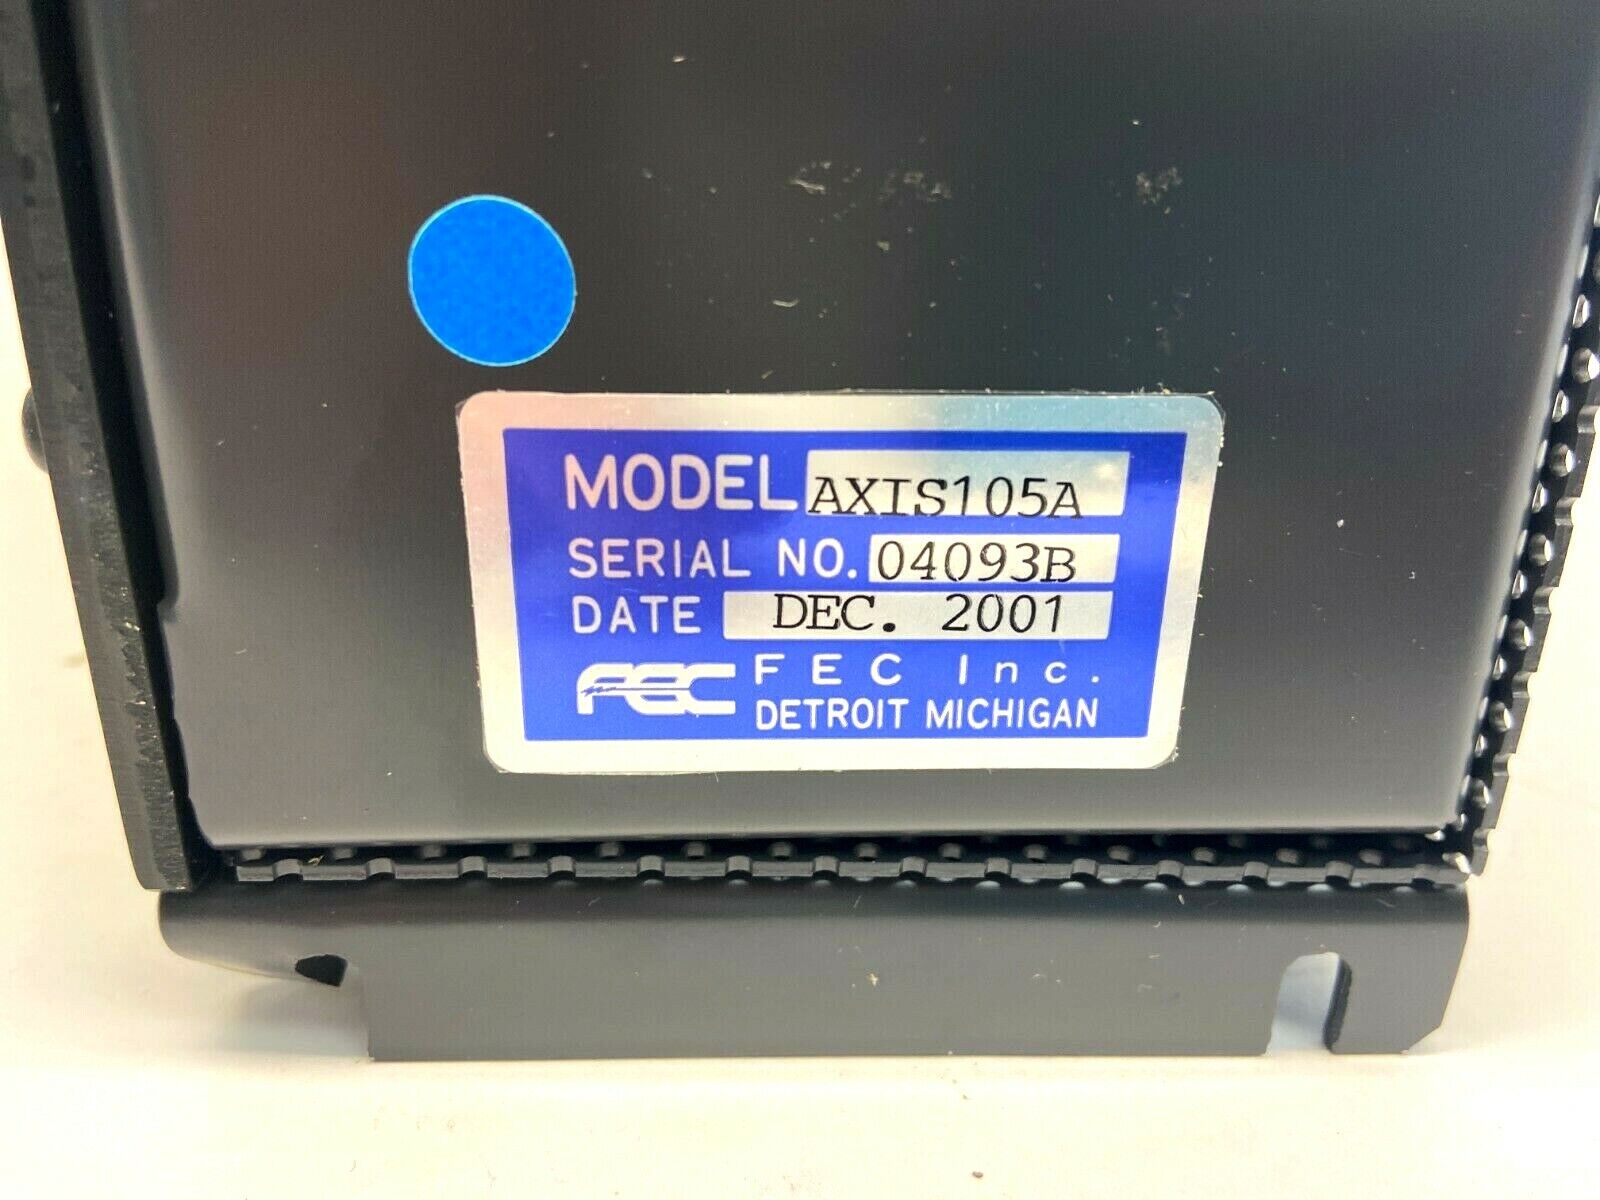 MODEL AXIS105A
SERIAL NO. 04093B
DATE DEC. 2001
FEC FEC Inc.
DETROIT MICHIGAN